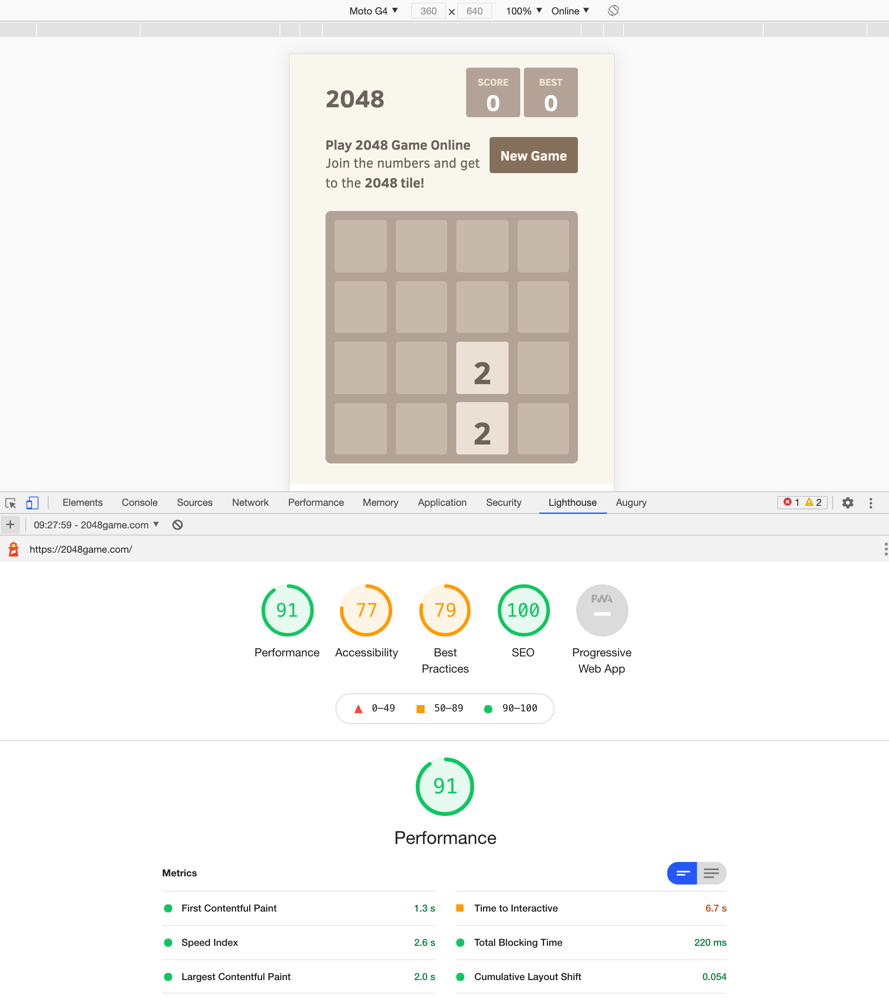 Moto G4 ▼ 360 × 640 100% ▼ Online ▼
2048
SCORE
0
BEST
0
Play 2048 Game Online
Join the numbers and get
to the 2048 tile!
New Game
2
2
Elements Console Sources Network Performance Memory Application Security Lighthouse Augury 1 2
+ 09:27:59 - 2048game.com ▼
https://2048game.com/
91
Performance
77
Accessibility
79
Best
Practices
100
SEO
PWA
Progressive
Web App
0–49 50–89 90–100
91
Performance
Metrics
First Contentful Paint 1.3 s
Time to Interactive 6.7 s
Speed Index 2.6 s
Total Blocking Time 220 ms
Largest Contentful Paint 2.0 s
Cumulative Layout Shift 0.054